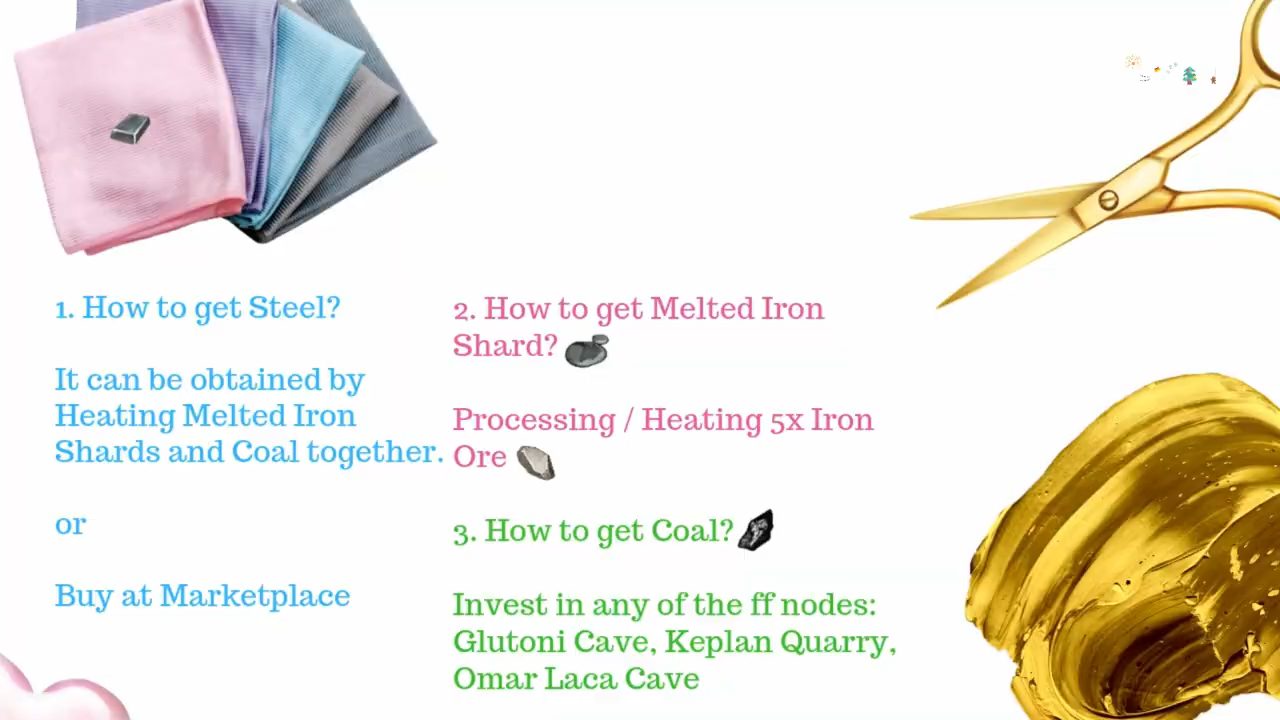 1. How to get Steel?
It can be obtained by
Heating Melted Iron
Shards and Coal together.
or
Buy at Marketplace
2. How to get Melted Iron
Shard?
Processing / Heating 5x Iron
Ore
3. How to get Coal?
Invest in any of the ff nodes:
Glutoni Cave, Keplan Quarry,
Omar Laca Cave